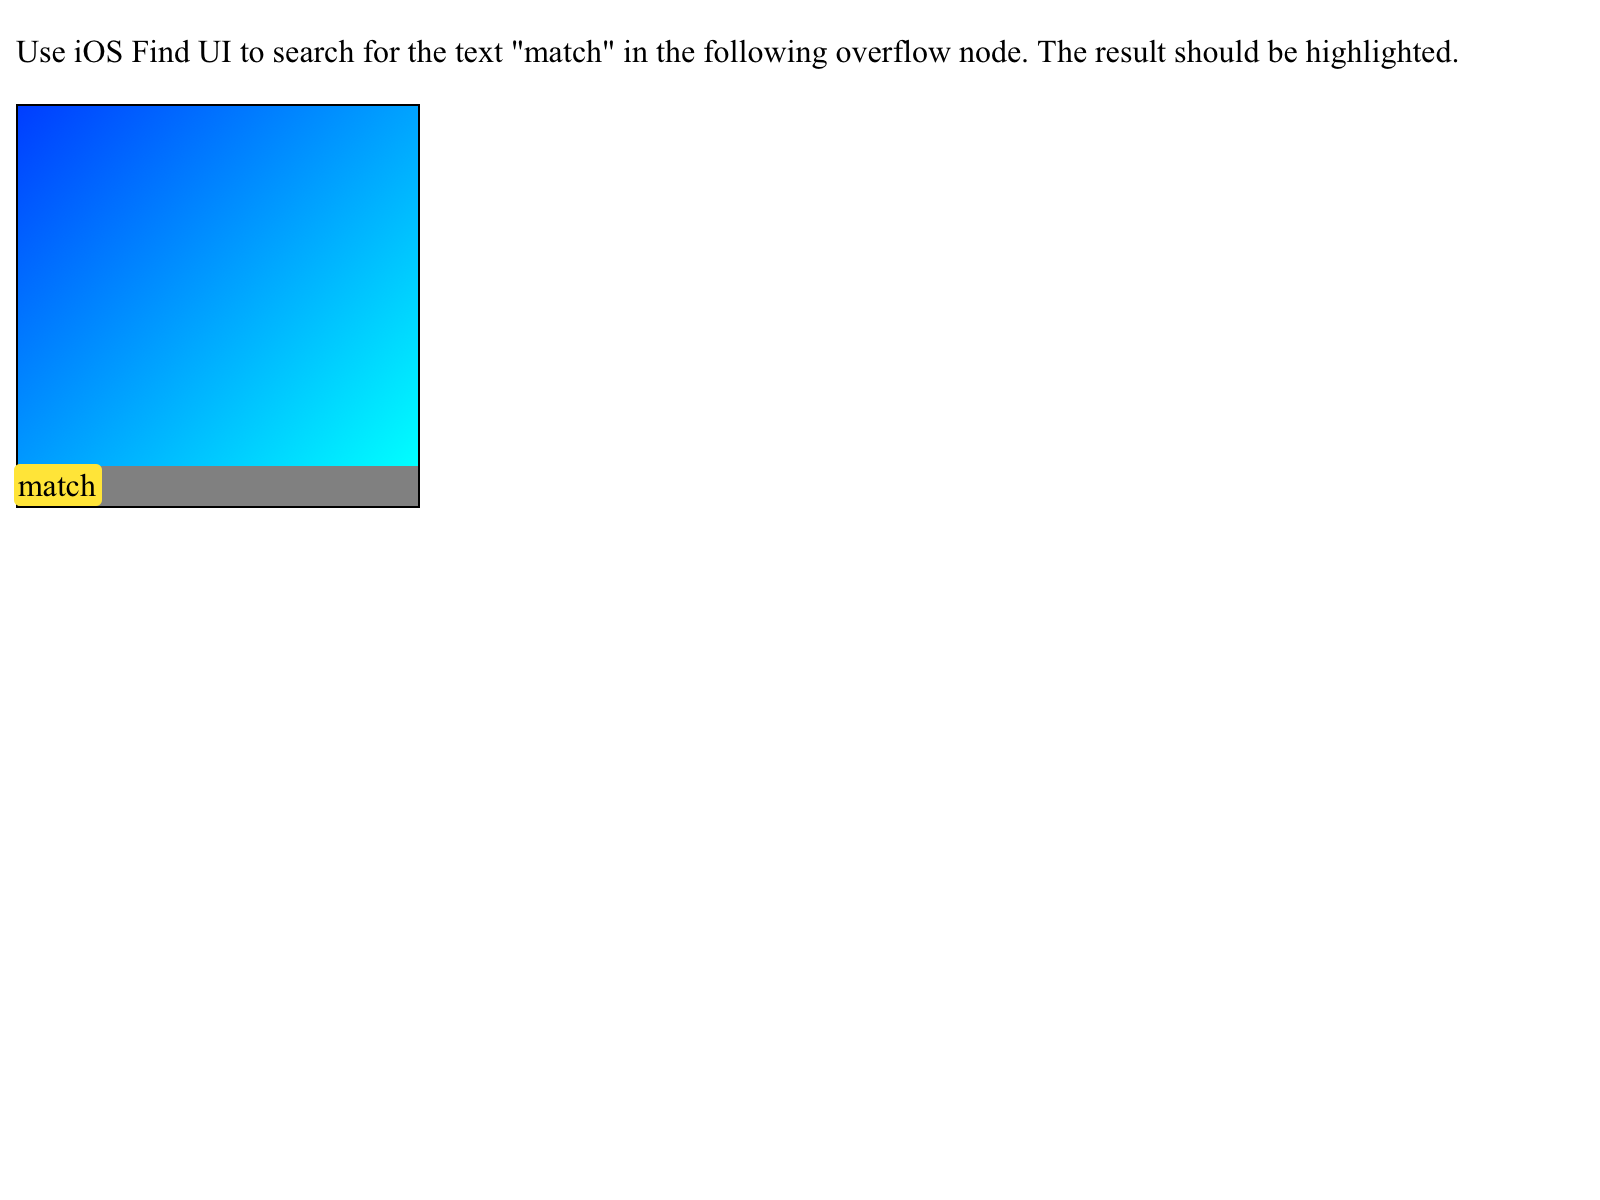 Use iOS Find UI to search for the text "match" in the following overflow node. The result should be highlighted.
match